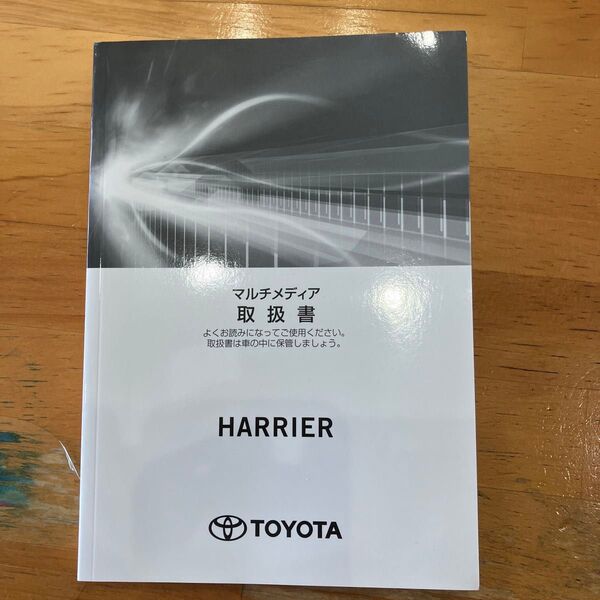 マルチメディア
取扱書
よくお読みになってご使用ください。
取扱書は車の中に保管しましょう。
HARRIER
TOYOTA